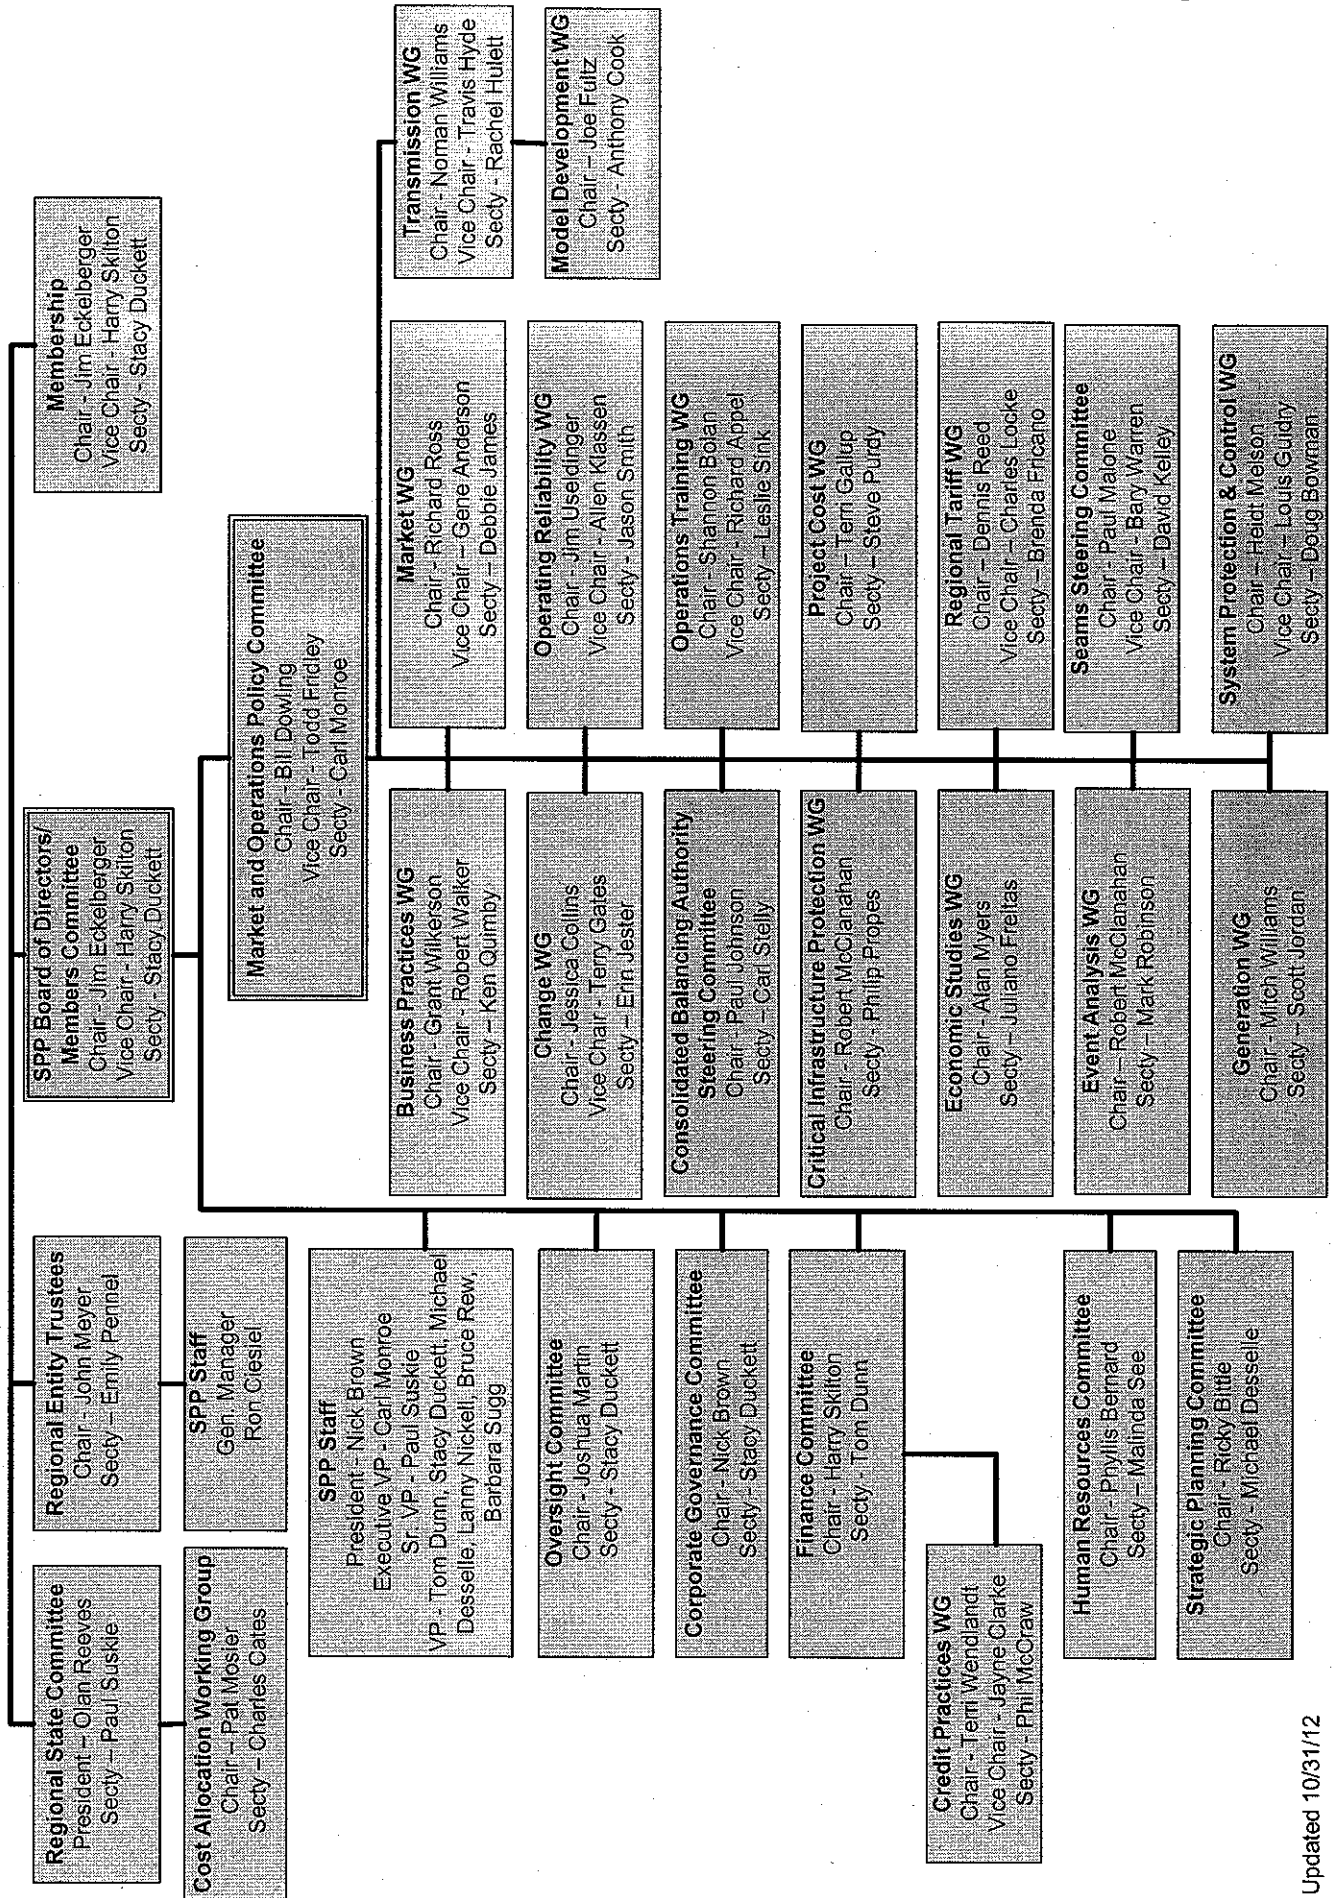 Regional State Committee
President – Olan Reeves
Secty – Paul Suskie
Cost Allocation Working Group
Chair – Pat Mosier
Secty – Charles Cates
Regional Entity Trustees
Chair - John Meyer
Secty – Emily Pennel
SPP Staff
Gen. Manager
Ron Ciesiel
SPP Board of Directors/
Members Committee
Chair - Jim Eckelberger
Vice Chair - Harry Skilton
Secty - Stacy Duckett
Membership
Chair - Jim Eckelberger
Vice Chair - Harry Skilton
Secty - Stacy Duckett
SPP Staff
President - Nick Brown
Executive VP - Carl Monroe
Sr. VP - Paul Suskie
VP - Tom Dunn, Stacy Duckett, Michael
Desselle, Lanny Nickell, Bruce Rew,
Barbara Sugg
Oversight Committee
Chair - Joshua Martin
Secty - Stacy Duckett
Corporate Governance Committee
Chair - Nick Brown
Secty - Stacy Duckett
Finance Committee
Chair - Harry Skilton
Secty - Tom Dunn
Credit Practices WG
Chair - Terri Wendlandt
Vice Chair - Jayne Clarke
Secty - Phil McCraw
Human Resources Committee
Chair - Phyllis Bernard
Secty – Malinda See
Strategic Planning Committee
Chair - Ricky Bittle
Secty - Michael Desselle
Market and Operations Policy Committee
Chair - Bill Dowling
Vice Chair - Todd Fridley
Secty - Carl Monroe
Business Practices WG
Chair - Grant Wilkerson
Vice Chair - Robert Walker
Secty – Ken Quimby
Change WG
Chair - Jessica Collins
Vice Chair - Terry Gates
Secty – Erin Jester
Consolidated Balancing Authority
Steering Committee
Chair - Paul Johnson
Secty – Carl Stelly
Critical Infrastructure Protection WG
Chair - Robert McClanahan
Secty - Philip Propes
Economic Studies WG
Chair - Alan Myers
Secty – Juliano Freitas
Event Analysis WG
Chair – Robert McClanahan
Secty – Mark Robinson
Generation WG
Chair - Mitch Williams
Secty – Scott Jordan
Market WG
Chair - Richard Ross
Vice Chair – Gene Anderson
Secty – Debbie James
Operating Reliability WG
Chair - Jim Useldinger
Vice Chair - Allen Klassen
Secty - Jason Smith
Operations Training WG
Chair - Shannon Bolan
Vice Chair - Richard Appel
Secty – Leslie Sink
Project Cost WG
Chair – Terri Gallup
Secty – Steve Purdy
Regional Tariff WG
Chair - Dennis Reed
Vice Chair – Charles Locke
Secty – Brenda Fricano
Seams Steering Committee
Chair - Paul Malone
Vice Chair - Bary Warren
Secty – David Kelley
System Protection & Control WG
Chair – Heidt Melson
Vice Chair - Louis Guidry
Secty – Doug Bowman
Transmission WG
Chair - Noman Williams
Vice Chair - Travis Hyde
Secty - Rachel Hulett
Model Development WG
Chair – Joe Fultz
Secty - Anthony Cook
Updated 10/31/12